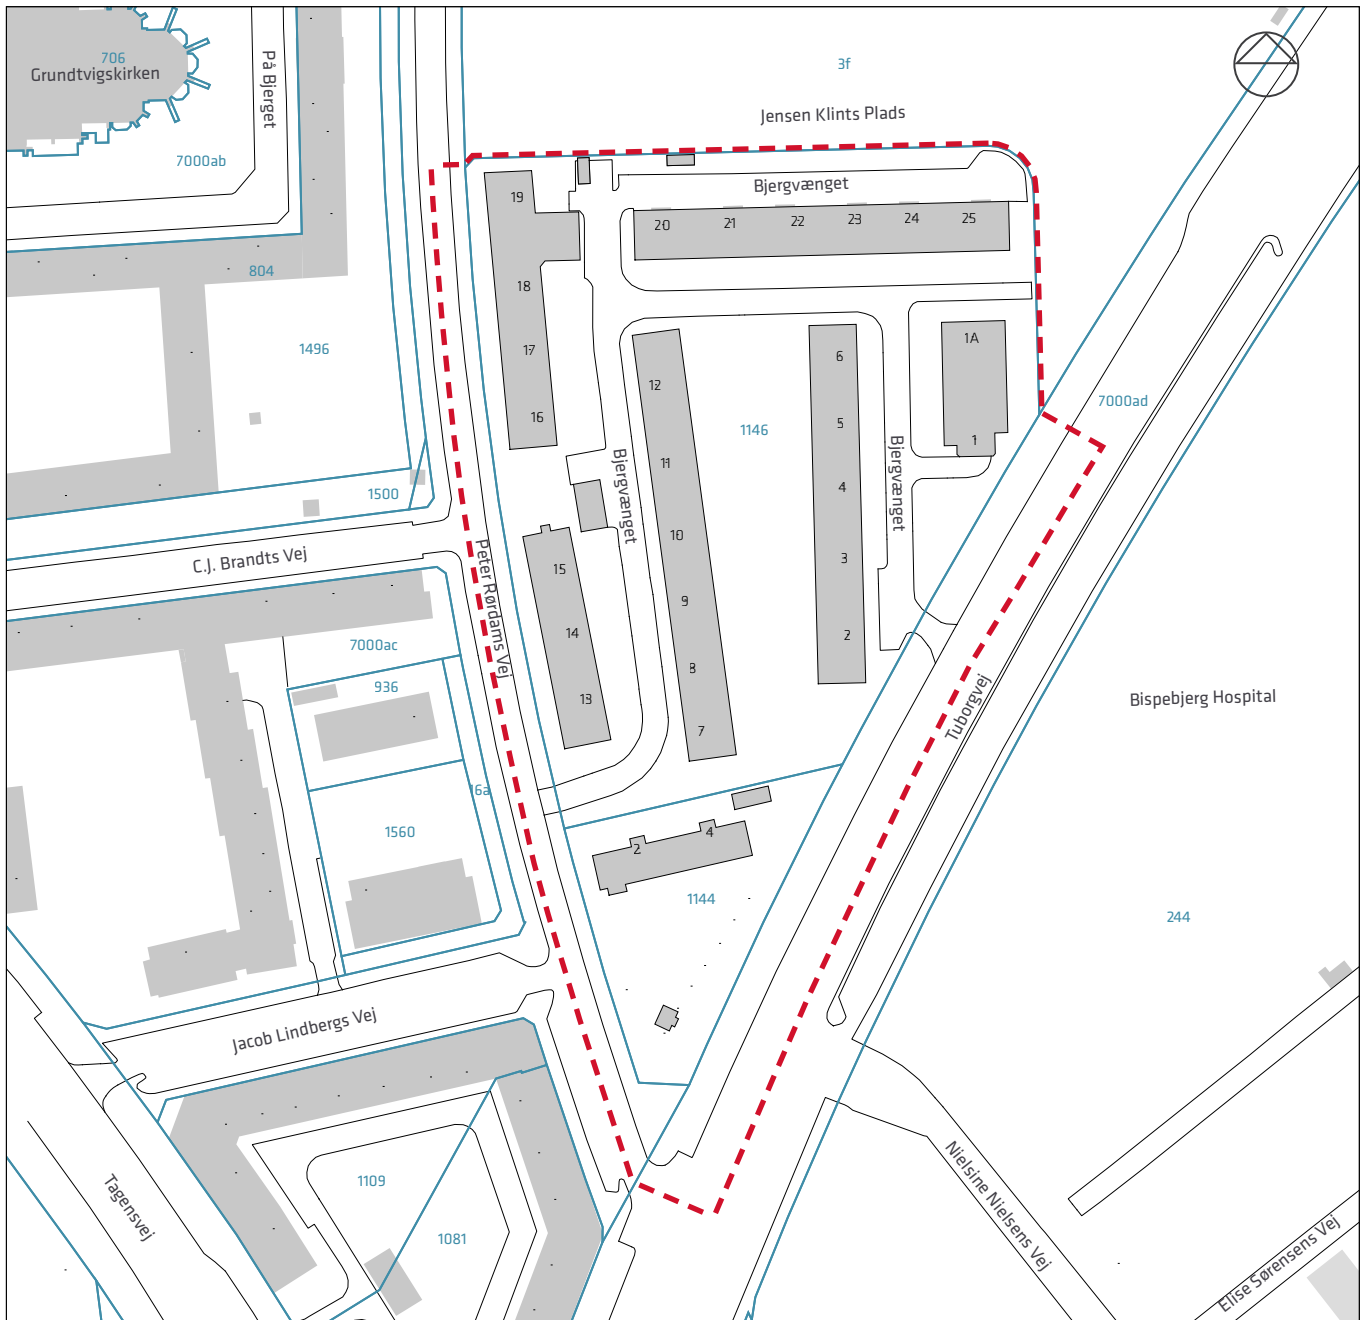 706
Grundtvigskirken
På Bjerget
3f
Jensen Klints Plads
7000ab
Bjergvænget
19
20
21
22
23
24
25
804
18
1496
17
6
1A
12
16
5
7000ad
1146
1
11
Bjergvænget
Bjergvænget
4
1500
10
3
C.J. Brandts Vej
Peter Rørdams Vej
15
9
14
2
7000ac
8
936
13
Bispebjerg Hospital
Tuborgvej
7
16a
1560
2
4
1144
244
Jacob Lindbergs Vej
1109
Tagensvej
1081
Nielsine Nielsens Vej
Elise Sørensens Vej